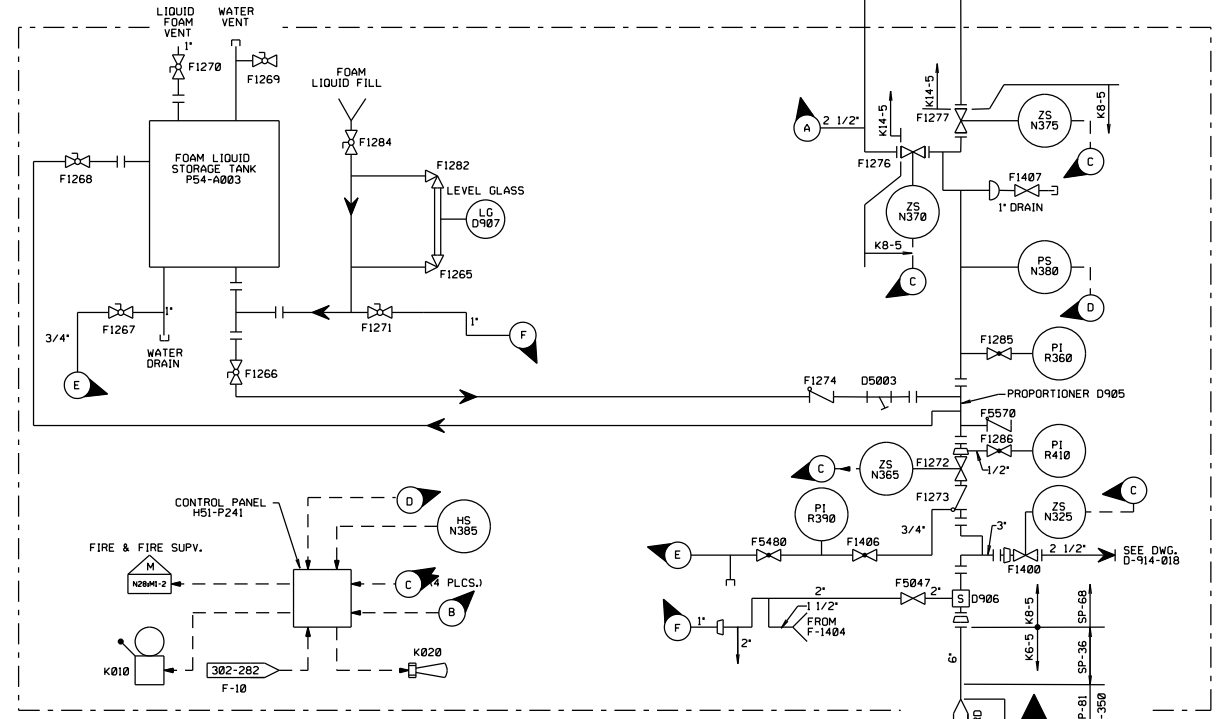 LIQUID
FOAM
VENT
WATER
VENT
1"
F1270
F1269
FOAM
LIQUID FILL
F1284
F1268
FOAM LIQUID
STORAGE TANK
P54-A003
F1282
LEVEL GLASS
LG
D907
F1265
F1267
1"
F1271
1"
F
3/4"
WATER
DRAIN
E
F1266
A
2 1/2"
K14-5
K14-5
F1277
ZS
N375
K8-5
C
F1276
F1407
1" DRAIN
ZS
N370
K8-5
C
PS
N380
D
F1285
PI
R360
F1274
D5003
PROPORTIONER D905
F5570
F1286
PI
R410
1/2"
C
ZS
N365
F1272
F1273
PI
R390
3/4"
ZS
N325
C
3"
2 1/2"
SEE DWG.
D-914-018
F1400
E
F5480
F1406
F5047
2"
2"
S
D906
F
1"
1 1/2"
FROM
F-1404
2"
K8-5
SP-68
K6-5
SP-36
6"
SP-81
-350
CONTROL PANEL
H51-P241
D
HS
N385
FIRE & FIRE SUPV.
M
N28MM1-2
C
(4 PLCS.)
B
K010
302-282
F-10
K020